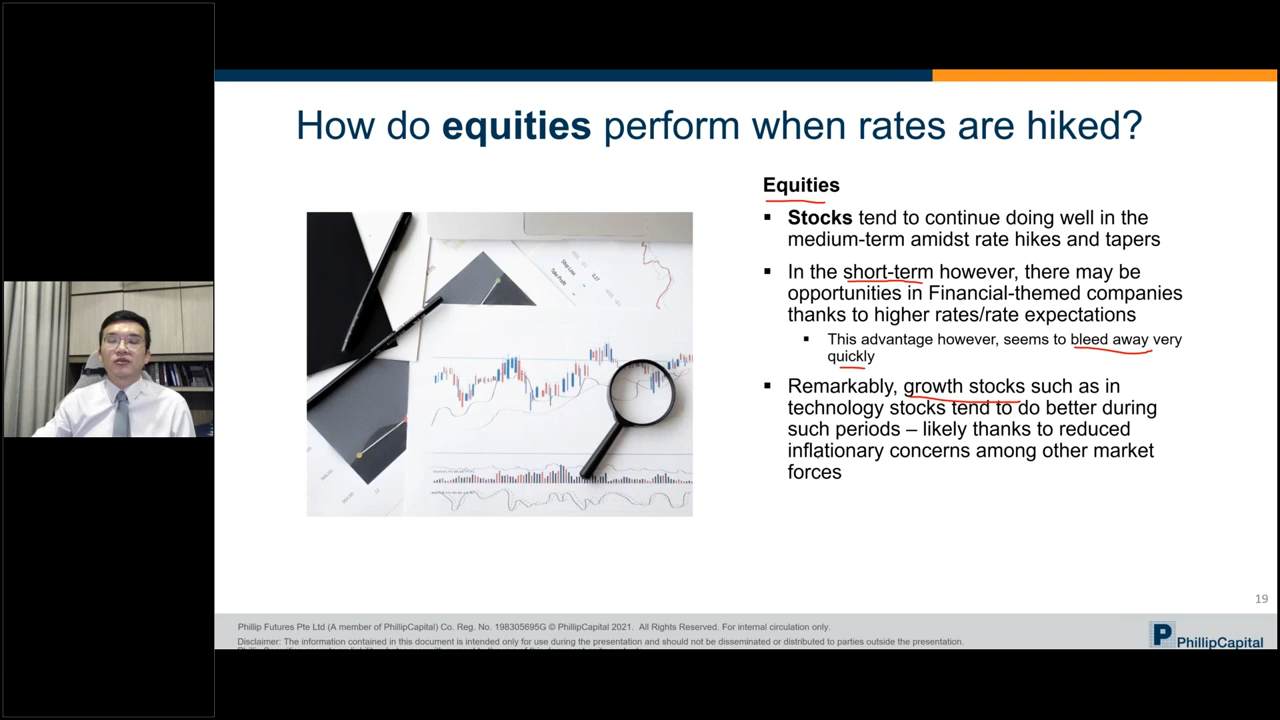 How do equities perform when rates are hiked?
Equities
▪ Stocks tend to continue doing well in the
medium-term amidst rate hikes and tapers
▪ In the short-term however, there may be
opportunities in Financial-themed companies
thanks to higher rates/rate expectations
▪ This advantage however, seems to bleed away very
quickly
▪ Remarkably, growth stocks such as in
technology stocks tend to do better during
such periods – likely thanks to reduced
inflationary concerns among other market
forces
Stop Loss
Take Profit
19
Phillip Futures Pte Ltd (A member of PhillipCapital) Co. Reg. No. 198305695G © PhillipCapital 2021. All Rights Reserved. For internal circulation only.
Disclaimer: The information contained in this document is intended only for use during the presentation and should not be disseminated or distributed to parties outside the presentation.
PhillipCapital